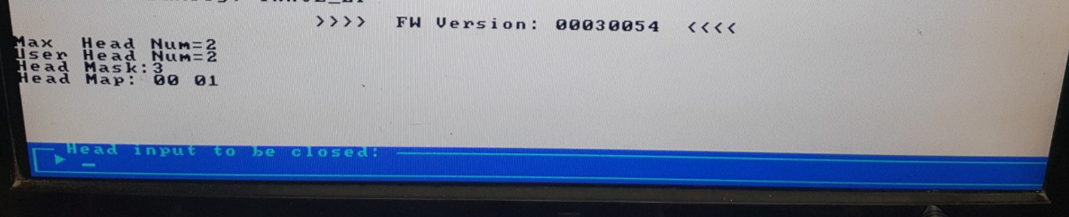 >>>> FW Version: 00030054 <<<<
Max Head Num=2
User Head Num=2
Head Mask:3
Head Map: 00 01
Head input to be closed: